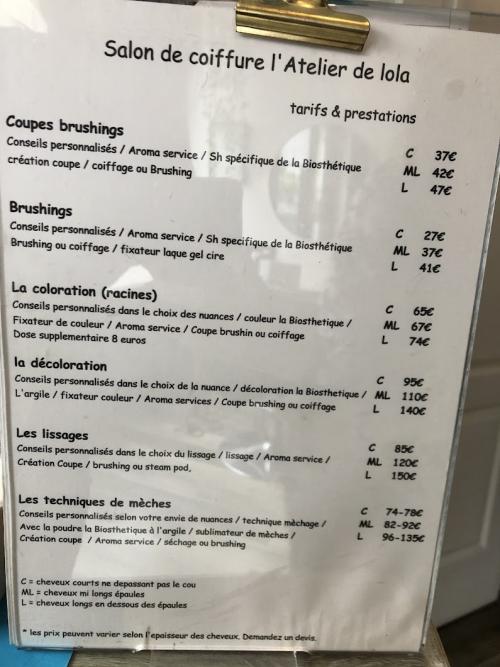 Salon de coiffure l'Atelier de lola
tarifs & prestations
Coupes brushings
Conseils personnalisés / Aroma service / Sh spécifique de la Biosthétique
création coupe / coiffage ou Brushing
C 37€
ML 42€
L 47€
Brushings
Conseils personnalisés / Aroma service / Sh specifique de la Biosthétique
Brushing ou coiffage / fixateur laque gel cire
C 27€
ML 37€
L 41€
La coloration (racines)
Conseils personnalisés dans le choix des nuances / couleur la Biosthetique /
Fixateur de couleur / Aroma service / Coupe brushin ou coiffage
Dose supplementaire 8 euros
C 65€
ML 67€
L 74€
la décoloration
Conseils personnalisés dans le choix de la nuance / décoloration la Biosthetique /
L'argile / fixateur couleur / Aroma services / Coupe brushing ou coiffage
C 95€
ML 110€
L 140€
Les lissages
Conseils personnalisés dans le choix du lissage / lissage / Aroma service /
Création Coupe / brushing ou steam pod,
C 85€
ML 120€
L 150€
Les techniques de mèches
Conseils personnalisés selon votre envie de nuances / technique mèchage /
Avec la poudre la Biosthetique à l'argile / sublimateur de mèches /
Création coupe / Aroma service / séchage ou brushing
C 74-78€
ML 82-92€
L 96-135€
C = cheveux courts ne depassant pas le cou
ML = cheveux mi longs épaules
L = cheveux longs en dessous des épaules
* les prix peuvent varier selon l'epaisseur des cheveux. Demandez un devis.